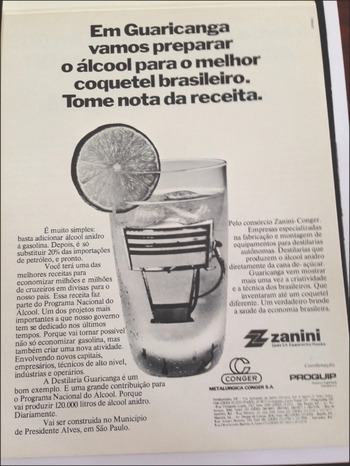 Em Guaricanga
vamos preparar
o álcool para o melhor
coquetel brasileiro.
Tome nota da receita.
É muito simples:
basta adicionar álcool anidro
à gasolina. Depois, é só
substituir 20% das importações
de petróleo, e pronto.
Você terá uma das
melhores receitas para
economizar milhões e milhões
de cruzeiros em divisas para o
nosso país. Essa receita faz
parte do Programa Nacional do
Álcool. Um dos projetos mais
importantes a que nosso governo
tem se dedicado nos últimos
tempos. Porque vai tornar possível
não só economizar gasolina, mas
também criar uma nova atividade.
Envolvendo novos capitais,
empresários, técnicos de alto nível,
indústrias e operários.
A Destilaria Guaricanga é um
bom exemplo. E uma grande contribuição para
o Programa Nacional do Álcool. Porque
vai produzir 120.000 litros de álcool anidro.
Diariamente.
Vai ser construída no Município
de Presidente Alves, em São Paulo.
Pelo consórcio Zanini-Conger.
Empresas especializadas
na fabricação e montagem de
equipamentos para destilarias
autônomas. Destilarias que
produzem o álcool anidro
diretamente da cana-de-açúcar.
Guaricanga vem mostrar
mais uma vez a criatividade
e a técnica dos brasileiros. Que
inventaram até um coquetel
diferente. Um verdadeiro brinde
à saúde da economia brasileira.
zanini
CONGER
METALÚRGICA CONGER S.A.
Coordenação
PROQUIP